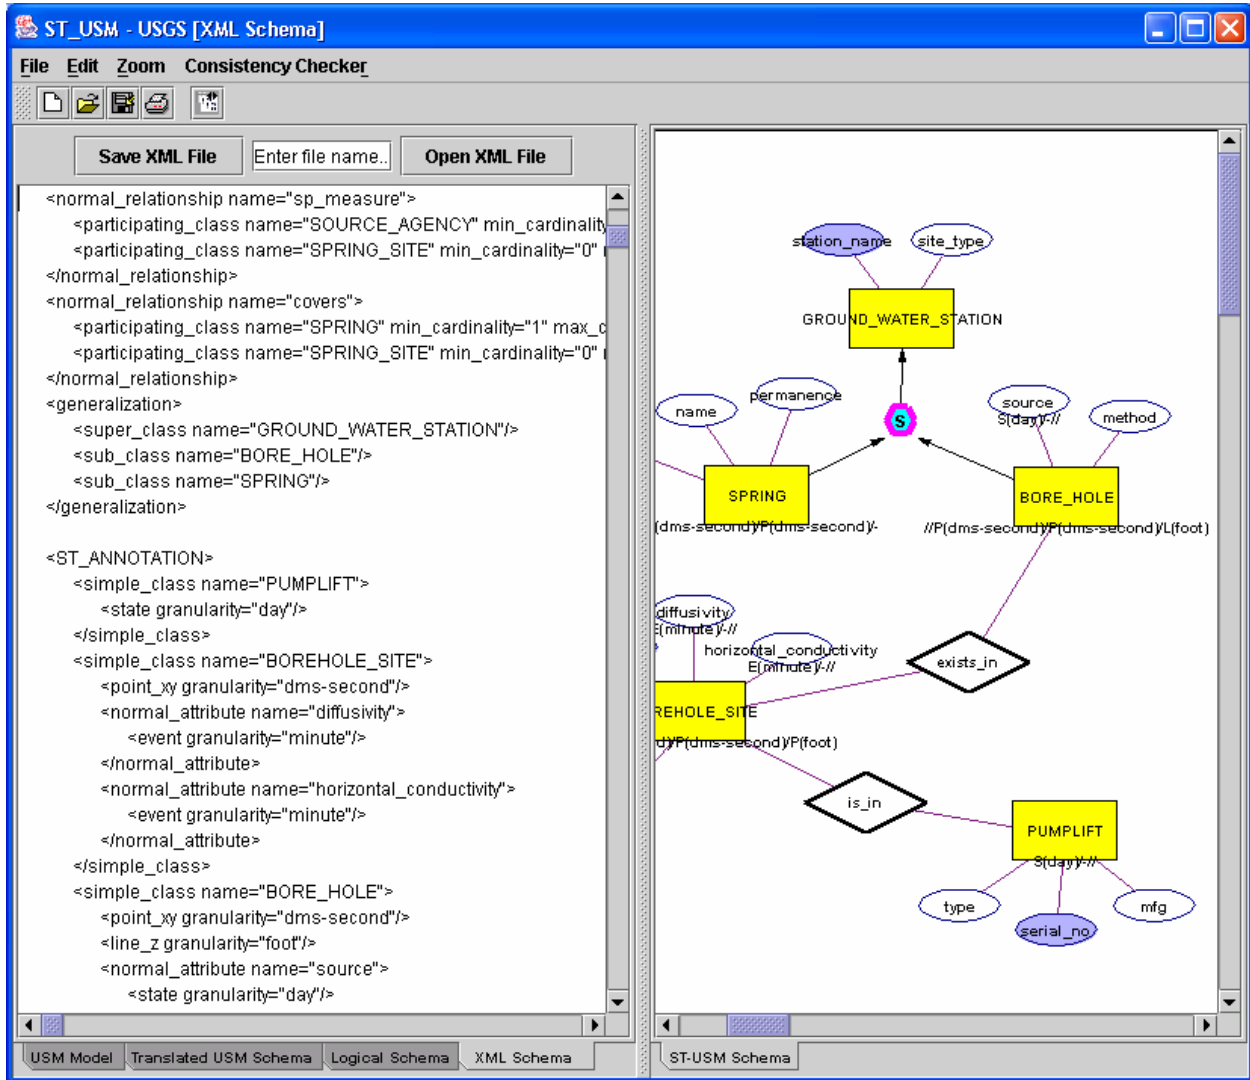 ST_USM - USGS [XML Schema]
File Edit Zoom Consistency Checker
Save XML File Enter file name.. Open XML File
<normal_relationship name="sp_measure">
<participating_class name="SOURCE_AGENCY" min_cardinality
<participating_class name="SPRING_SITE" min_cardinality="0"
</normal_relationship>
<normal_relationship name="covers">
<participating_class name="SPRING" min_cardinality="1" max_c
<participating_class name="SPRING_SITE" min_cardinality="0"
</normal_relationship>
<generalization>
<super_class name="GROUND_WATER_STATION"/>
<sub_class name="BORE_HOLE"/>
<sub_class name="SPRING"/>
</generalization>
<ST_ANNOTATION>
<simple_class name="PUMPLIFT">
<state granularity="day"/>
</simple_class>
<simple_class name="BOREHOLE_SITE">
<point_xy granularity="dms-second"/>
<normal_attribute name="diffusivity">
<event granularity="minute"/>
</normal_attribute>
<normal_attribute name="horizontal_conductivity">
<event granularity="minute"/>
</normal_attribute>
</simple_class>
<simple_class name="BORE_HOLE">
<point_xy granularity="dms-second"/>
<line_z granularity="foot"/>
<normal_attribute name="source">
<state granularity="day"/>
USM Model Translated USM Schema Logical Schema XML Schema
station_name site_type
GROUND_WATER_STATION
name permanence
source
S(day)/-//
method
S
SPRING
(dms-second)/P(dms-second)/-
BORE_HOLE
//P(dms-second)/P(dms-second)/L(foot)
diffusivity
E(minute)/-//
horizontal_conductivity
E(minute)/-//
exists_in
REHOLE_SITE
d)/P(dms-second)/P(foot)
is_in
PUMPLIFT
S(day)/-//
type serial_no mfg
ST-USM Schema